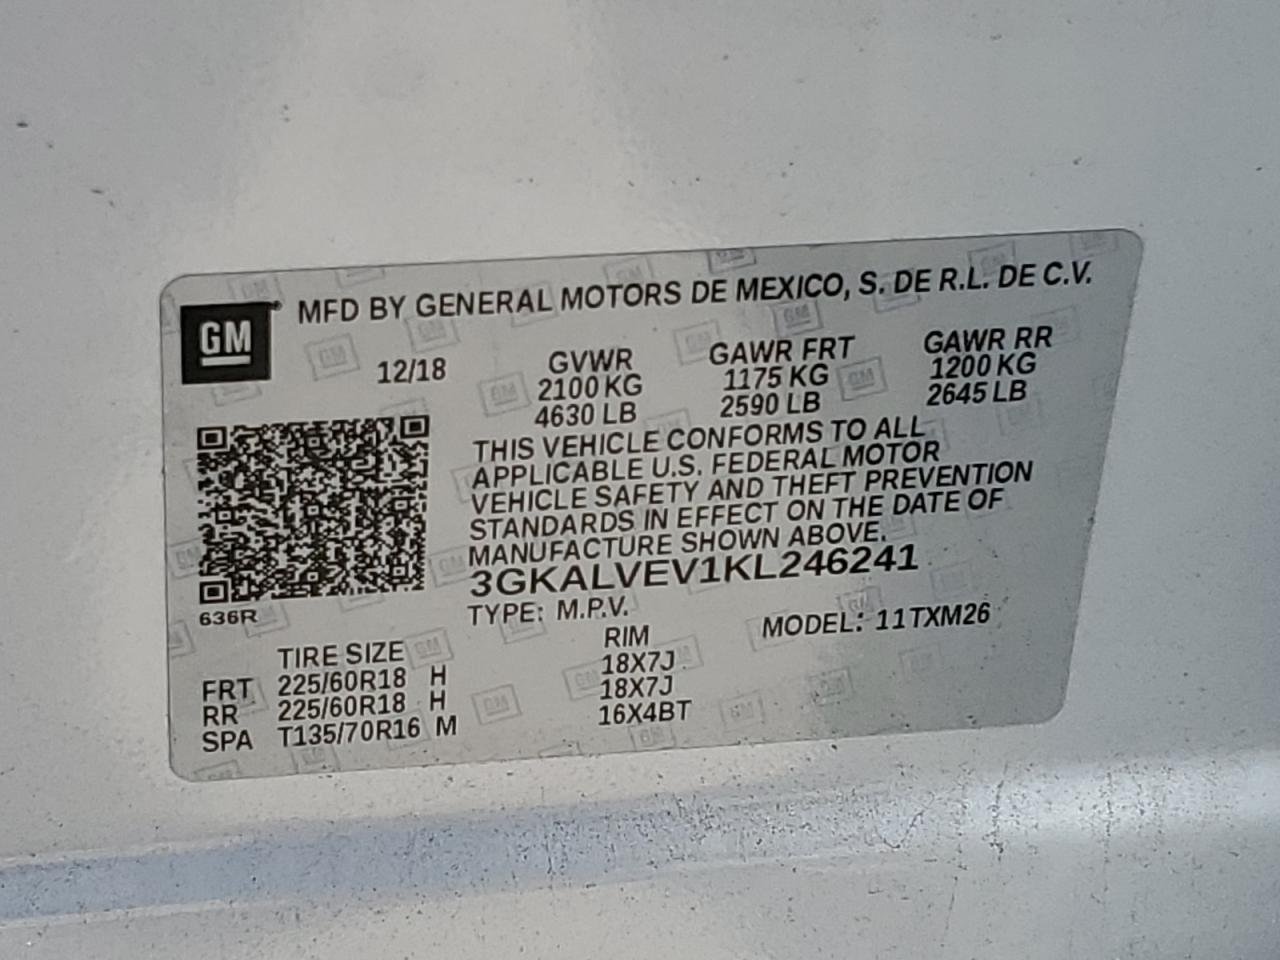 GM MFD BY GENERAL MOTORS DE MEXICO, S. DE R.L. DE C.V.
12/18 GVWR GAWR FRT GAWR RR
2100 KG 1175 KG 1200 KG
4630 LB 2590 LB 2645 LB
THIS VEHICLE CONFORMS TO ALL
APPLICABLE U.S. FEDERAL MOTOR
VEHICLE SAFETY AND THEFT PREVENTION
STANDARDS IN EFFECT ON THE DATE OF
MANUFACTURE SHOWN ABOVE.
3GKALVEV1KL246241
636R TYPE: M.P.V. MODEL: 11TXM26
TIRE SIZE RIM
FRT 225/60R18 H 18X7J
RR 225/60R18 H 18X7J
SPA T135/70R16 M 16X4BT